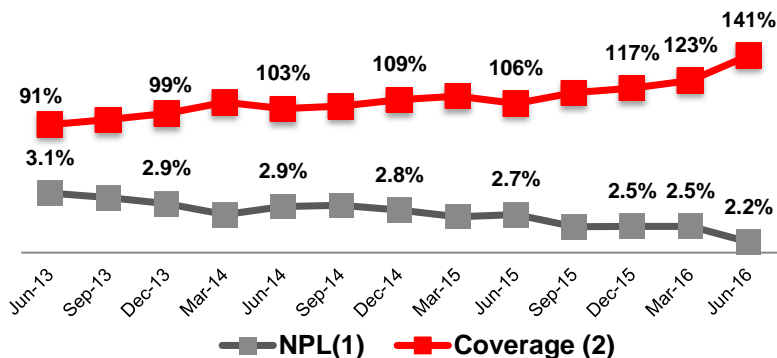 141%
123%
117%
109%
106%
103%
99%
91%
3.1%
2.9%
2.9%
2.8%
2.7%
2.5%
2.5%
2.2%
Jun-13
Sep-13
Dec-13
Mar-14
Jun-14
Sep-14
Dec-14
Mar-15
Jun-15
Sep-15
Dec-15
Mar-16
Jun-16
NPL(1)
Coverage (2)